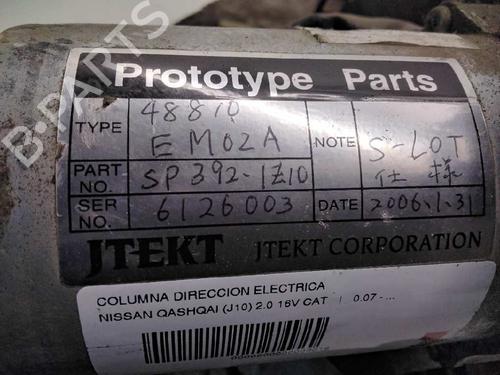 B-PARTS
Prototype Parts
TYPE 48810
EM02A
NOTE S-LOT
仕様
PART NO. SP392-1Z10
SER NO. 6126003
DATE 2006.1.31
JTEKT JTEKT CORPORATION
COLUMNA DIRECCION ELECTRICA
NISSAN QASHQAI (J10) 2.0 16V CAT | 0.07 - ...